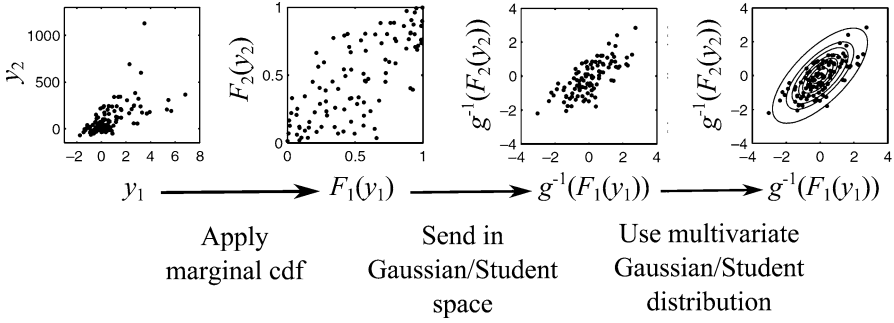 1300
500
0
y₂
−2 0 2 4 6 8
y₁
1
0.5
0
F₂(y₂)
0 0.5 1
F₁(y₁)
4
2
0
−2
−4
g⁻¹(F₂(y₂))
−4 −2 0 2 4
g⁻¹(F₁(y₁))
4
2
0
−2
−4
g⁻¹(F₂(y₂))
−4 −2 0 2 4
g⁻¹(F₁(y₁))
Apply
marginal cdf
Send in
Gaussian/Student
space
Use multivariate
Gaussian/Student
distribution